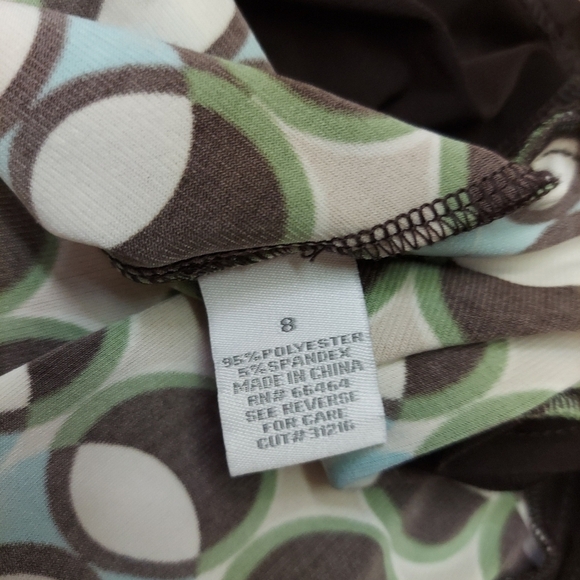 8
95%POLYESTER
5%SPANDEX
MADE IN CHINA
RN# 66464
SEE REVERSE
FOR CARE
CUT# 31216